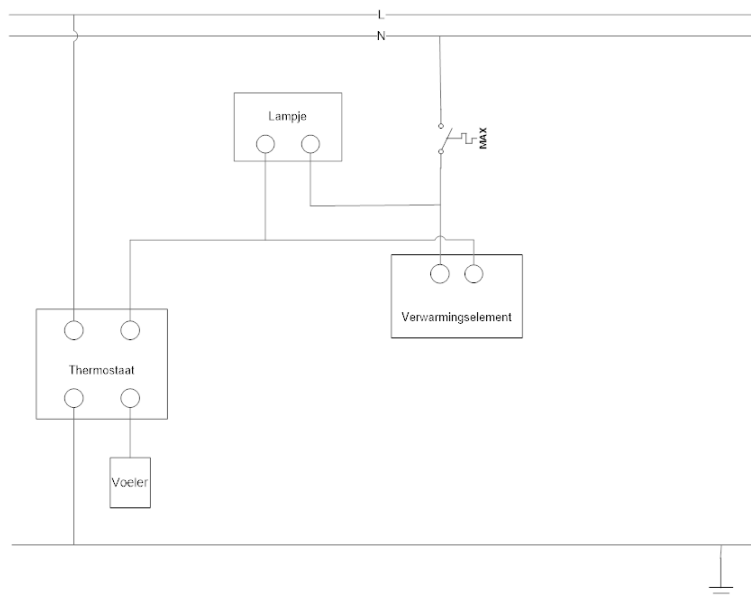 L
N
Lampje
MAX
Verwarmingselement
Thermostaat
Voeler